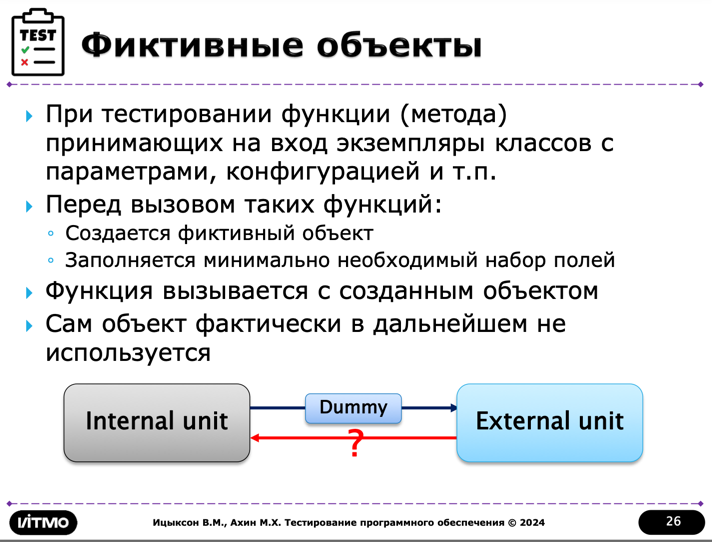 TEST
Фиктивные объекты
При тестировании функции (метода)
принимающих на вход экземпляры классов с
параметрами, конфигурацией и т.п.
Перед вызовом таких функций:
Создается фиктивный объект
Заполняется минимально необходимый набор полей
Функция вызывается с созданным объектом
Сам объект фактически в дальнейшем не
используется
Internal unit
Dummy
?
External unit
ИТМО
Ицыксон В.М., Ахин М.Х. Тестирование программного обеспечения © 2024
26